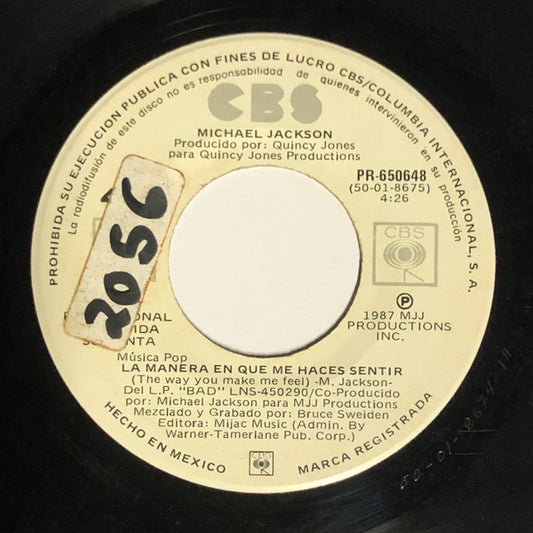 PROHIBIDA SU EJECUCION PUBLICA CON FINES DE LUCRO CBS/COLUMBIA INTERNACIONAL, S. A.
La radiodifusión de este disco no es responsabilidad de quienes intervinieron en su producción
CBS
MICHAEL JACKSON
Producido por: Quincy Jones
para Quincy Jones Productions
PR-650648
(50-01-8675)
4:26
2056
CBS
℗
1987 MJJ
PRODUCTIONS
INC.
Música Pop
LA MANERA EN QUE ME HACES SENTIR
(The way you make me feel) -M. Jackson-
Del L.P. "BAD" LNS-450290/Co-Producido
por: Michael Jackson para MJJ Productions
Mezclado y Grabado por: Bruce Sweiden
Editora: Mijac Music (Admin. By
Warner-Tamerlane Pub. Corp.)
HECHO EN MEXICO
CBS
MARCA REGISTRADA